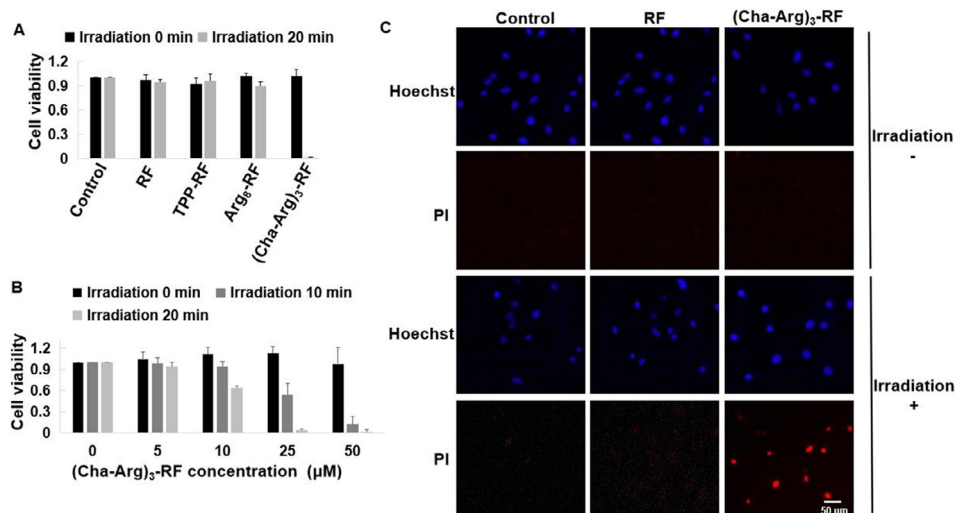 A
Irradiation 0 min Irradiation 20 min
Cell viability
1.2
0.9
0.6
0.3
0
Control RF TPP-RF Arg8-RF (Cha-Arg)3-RF
B
Irradiation 0 min Irradiation 10 min
Irradiation 20 min
Cell viability
1.2
0.9
0.6
0.3
0
0 5 10 25 50
(Cha-Arg)3-RF concentration (µM)
C
Control RF (Cha-Arg)3-RF
Hoechst
PI
Irradiation
-
Hoechst
PI
Irradiation
+
50 µm